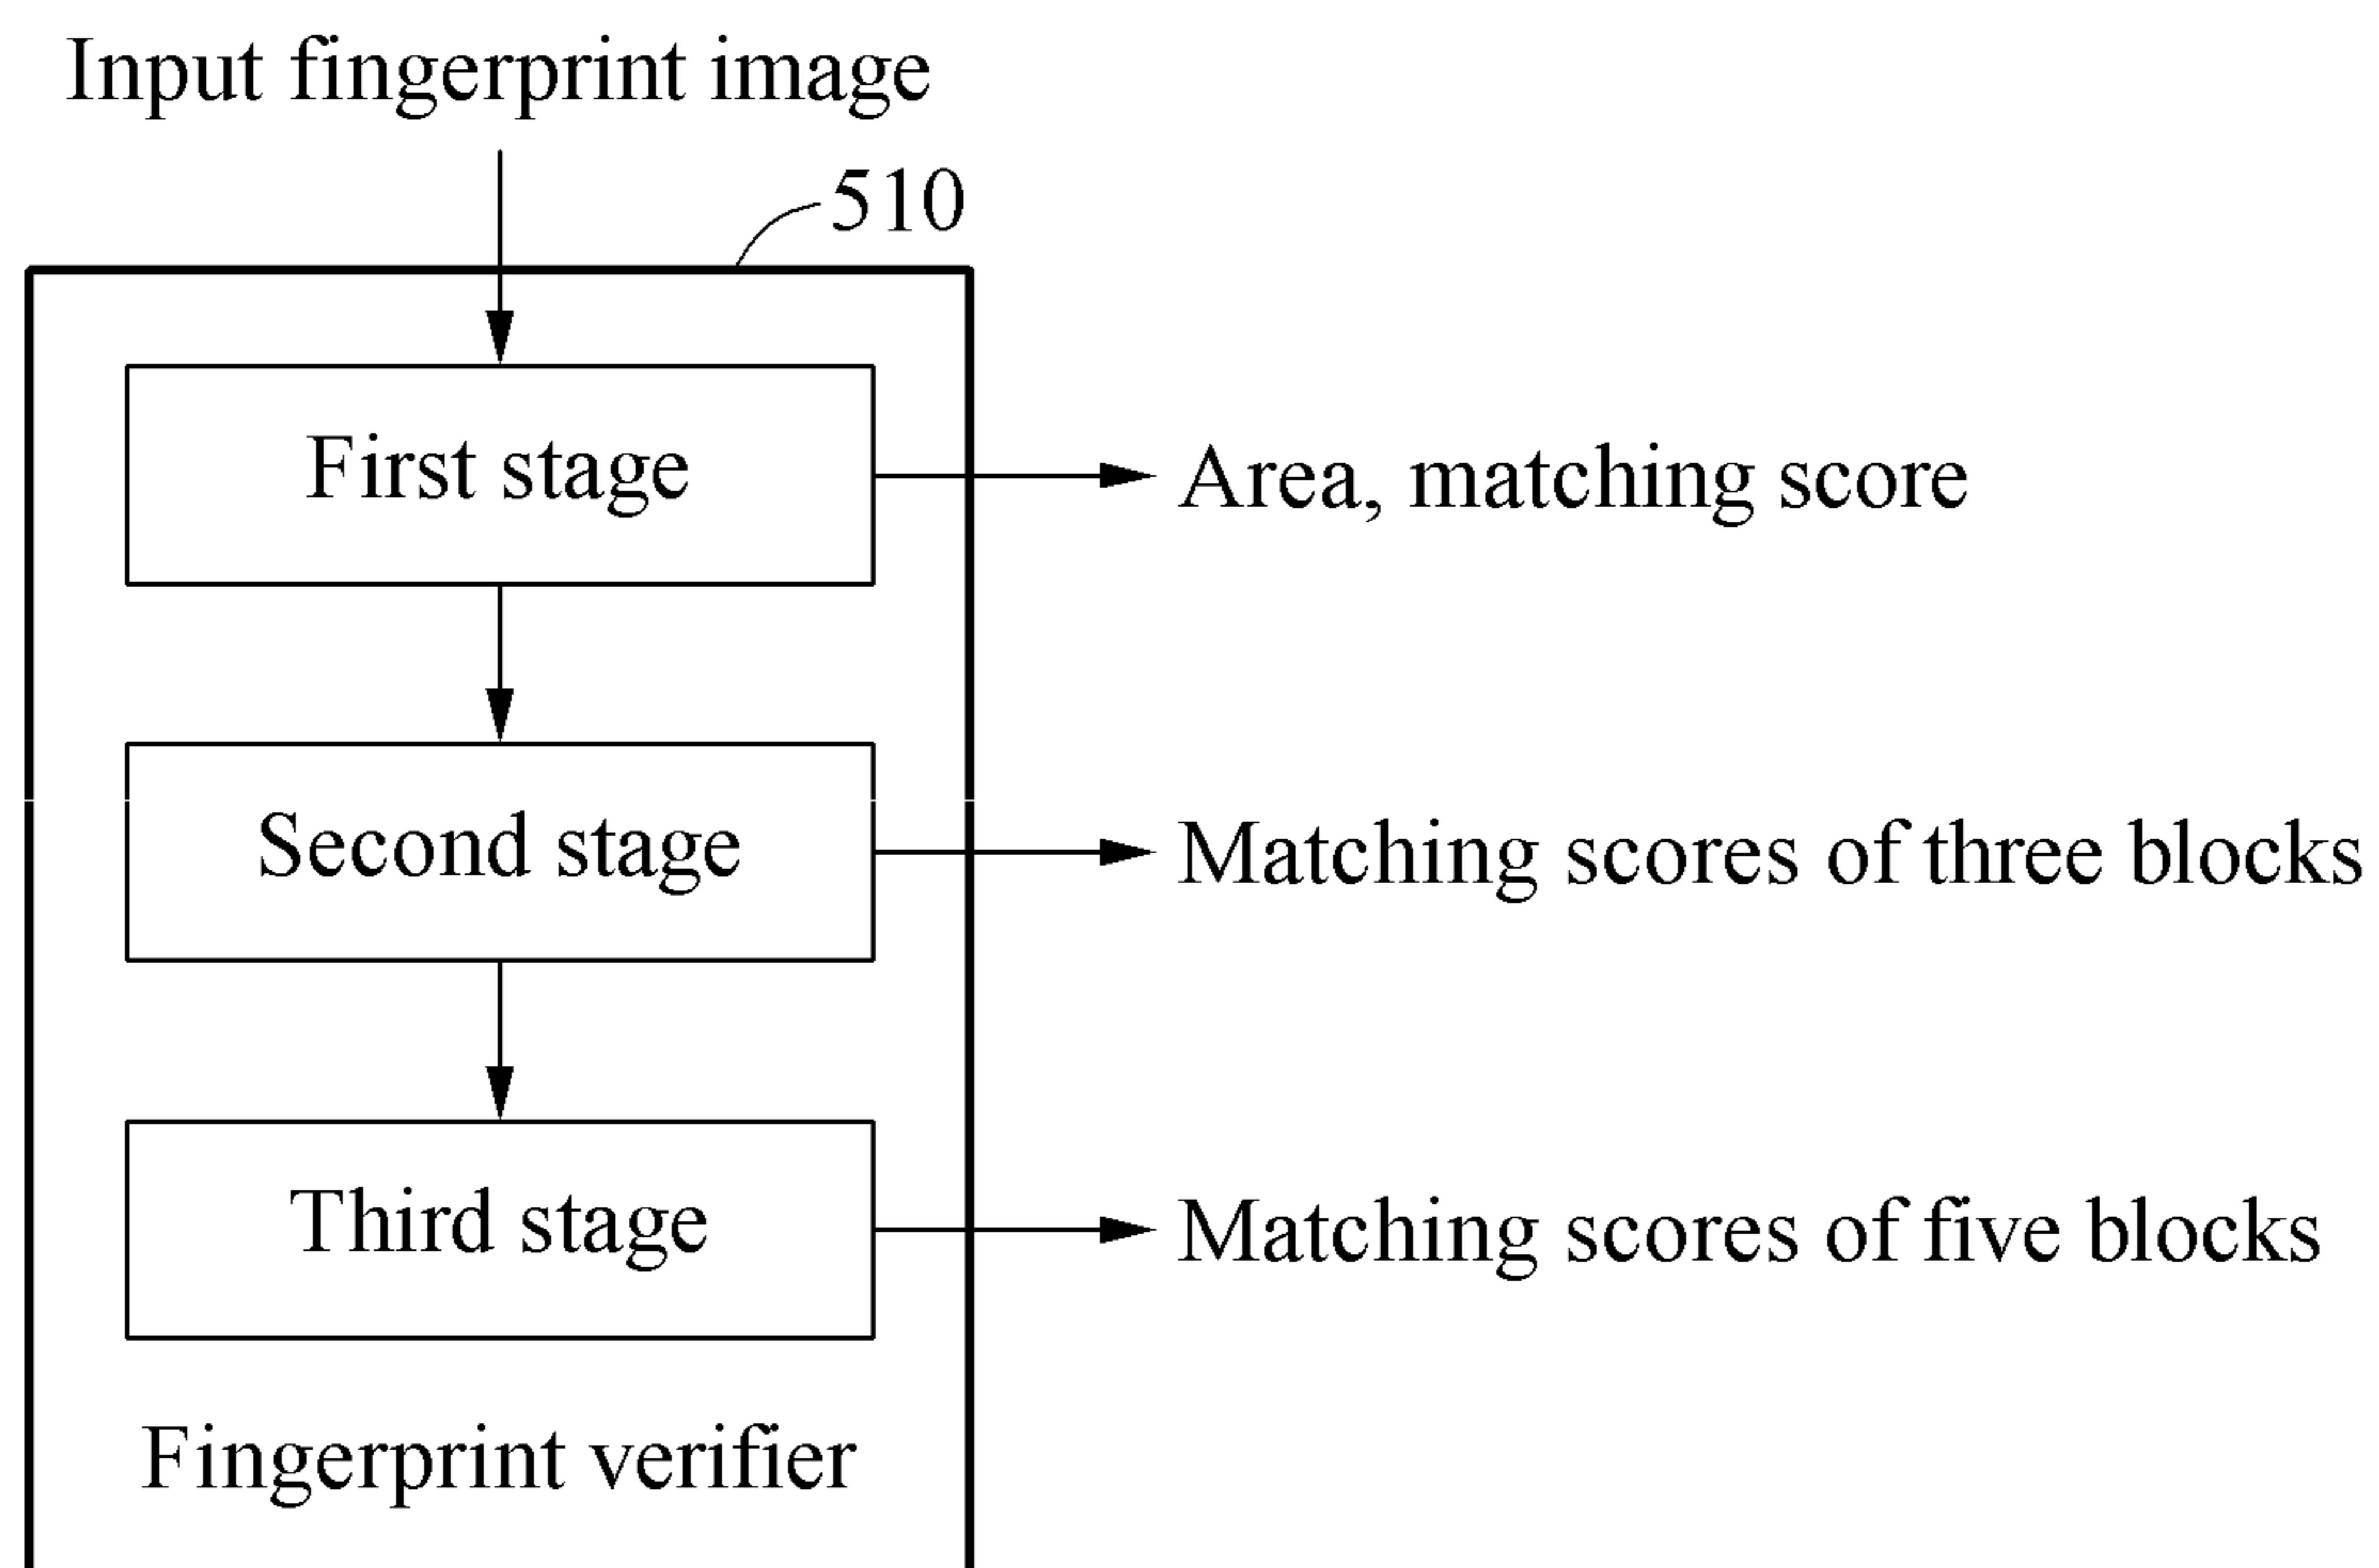 Input fingerprint image
510
First stage
Area, matching score
Second stage
Matching scores of three blocks
Third stage
Matching scores of five blocks
Fingerprint verifier